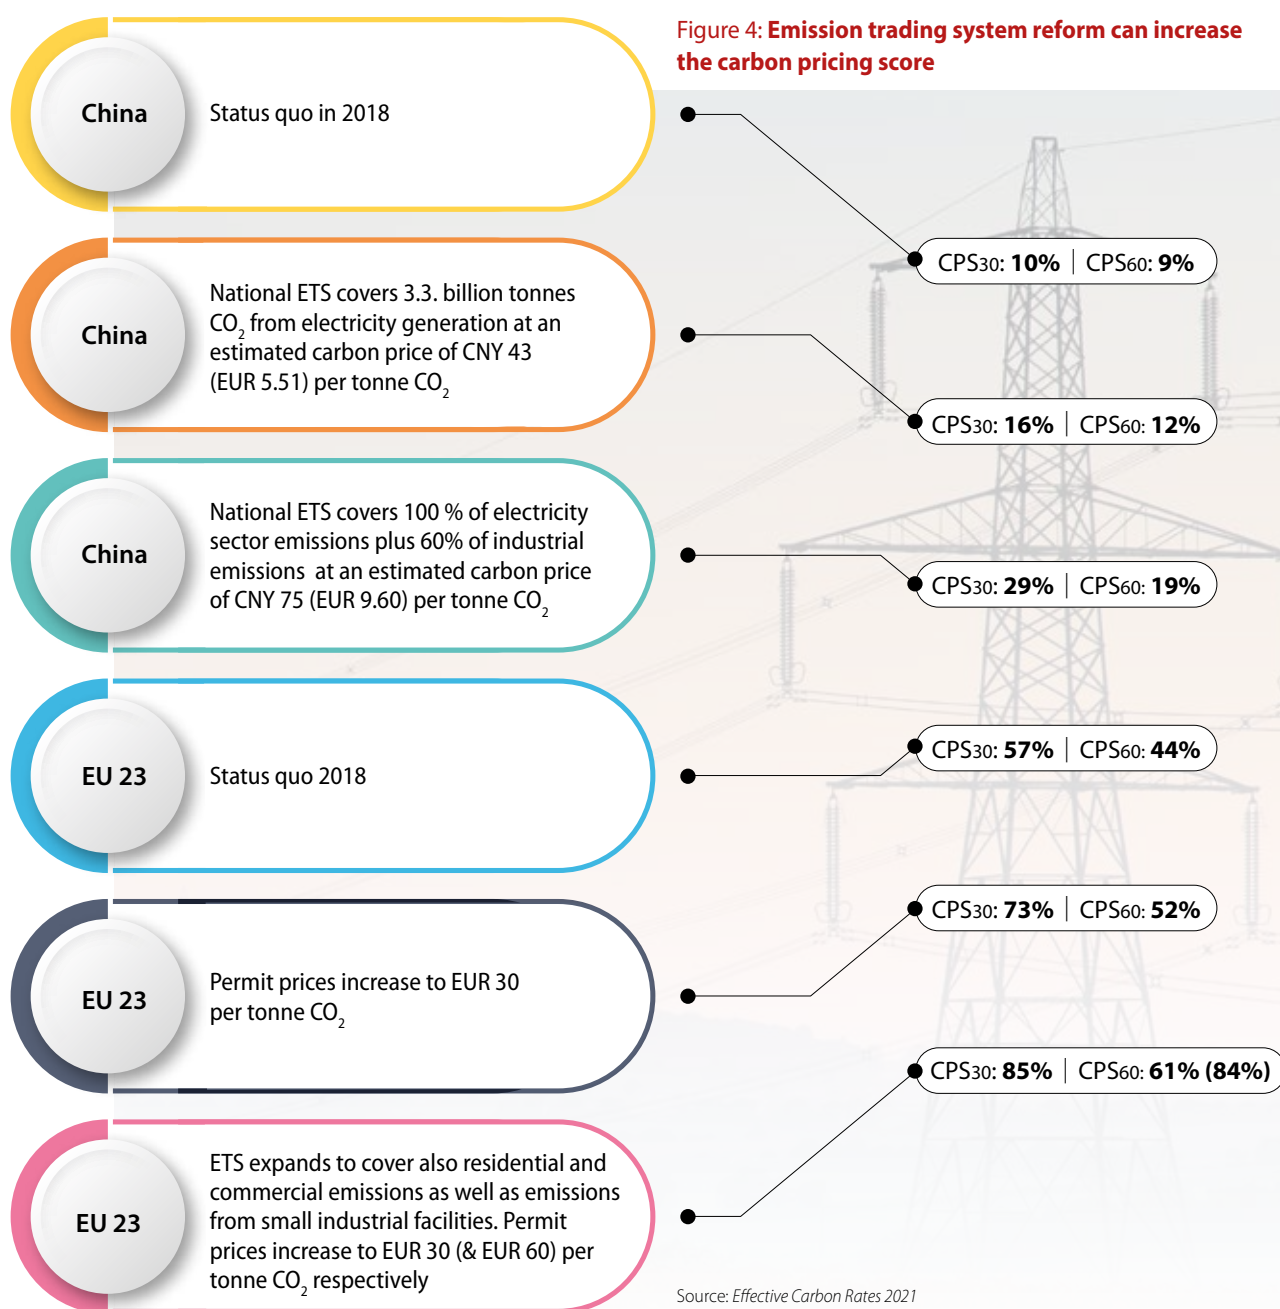 Figure 4: Emission trading system reform can increase
the carbon pricing score
China
Status quo in 2018
CPS30: 10% | CPS60: 9%
China
National ETS covers 3.3. billion tonnes
CO2 from electricity generation at an
estimated carbon price of CNY 43
(EUR 5.51) per tonne CO2
CPS30: 16% | CPS60: 12%
China
National ETS covers 100 % of electricity
sector emissions plus 60% of industrial
emissions at an estimated carbon price
of CNY 75 (EUR 9.60) per tonne CO2
CPS30: 29% | CPS60: 19%
EU 23
Status quo 2018
CPS30: 57% | CPS60: 44%
EU 23
Permit prices increase to EUR 30
per tonne CO2
CPS30: 73% | CPS60: 52%
EU 23
ETS expands to cover also residential and
commercial emissions as well as emissions
from small industrial facilities. Permit
prices increase to EUR 30 (& EUR 60) per
tonne CO2 respectively
CPS30: 85% | CPS60: 61% (84%)
Source: Effective Carbon Rates 2021